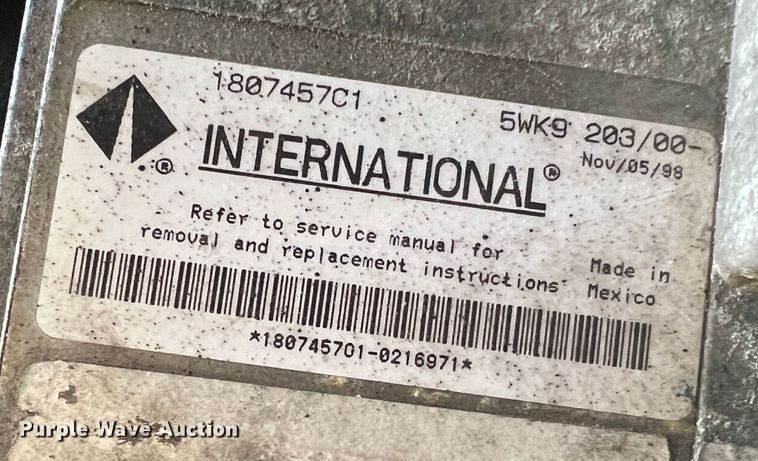 1807457C1
5WK9 203/00-
Nov/05/98
® INTERNATIONAL®
Refer to service manual for
removal and replacement instructions
Made in
Mexico
*180745701-0216971*
Purple Wave Auction